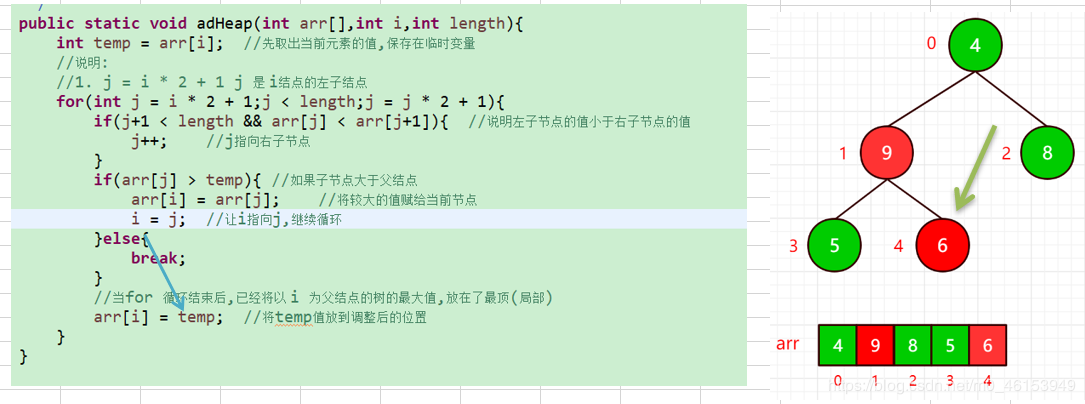 public static void adHeap(int arr[],int i,int length){
int temp = arr[i];  //先取出当前元素的值,保存在临时变量
//说明:
//1. j = i * 2 + 1 j 是i结点的左子结点
for(int j = i * 2 + 1;j < length;j = j * 2 + 1){
if(j+1 < length && arr[j] < arr[j+1]){  //说明左子节点的值小于右子节点的值
j++;  //j指向右子节点
}
if(arr[j] > temp){ //如果子节点大于父结点
arr[i] = arr[j];  //将较大的值赋给当前节点
i = j;  //让i指向j,继续循环
}else{
break;
}
//当for 循环结束后,已经将以 i 为父结点的树的最大值,放在了最顶(局部)
arr[i] = temp;  //将temp值放到调整后的位置
}
}
0 4
1 9 2 8
3 5 4 6
arr 4 9 8 5 6
0 1 2 3 4